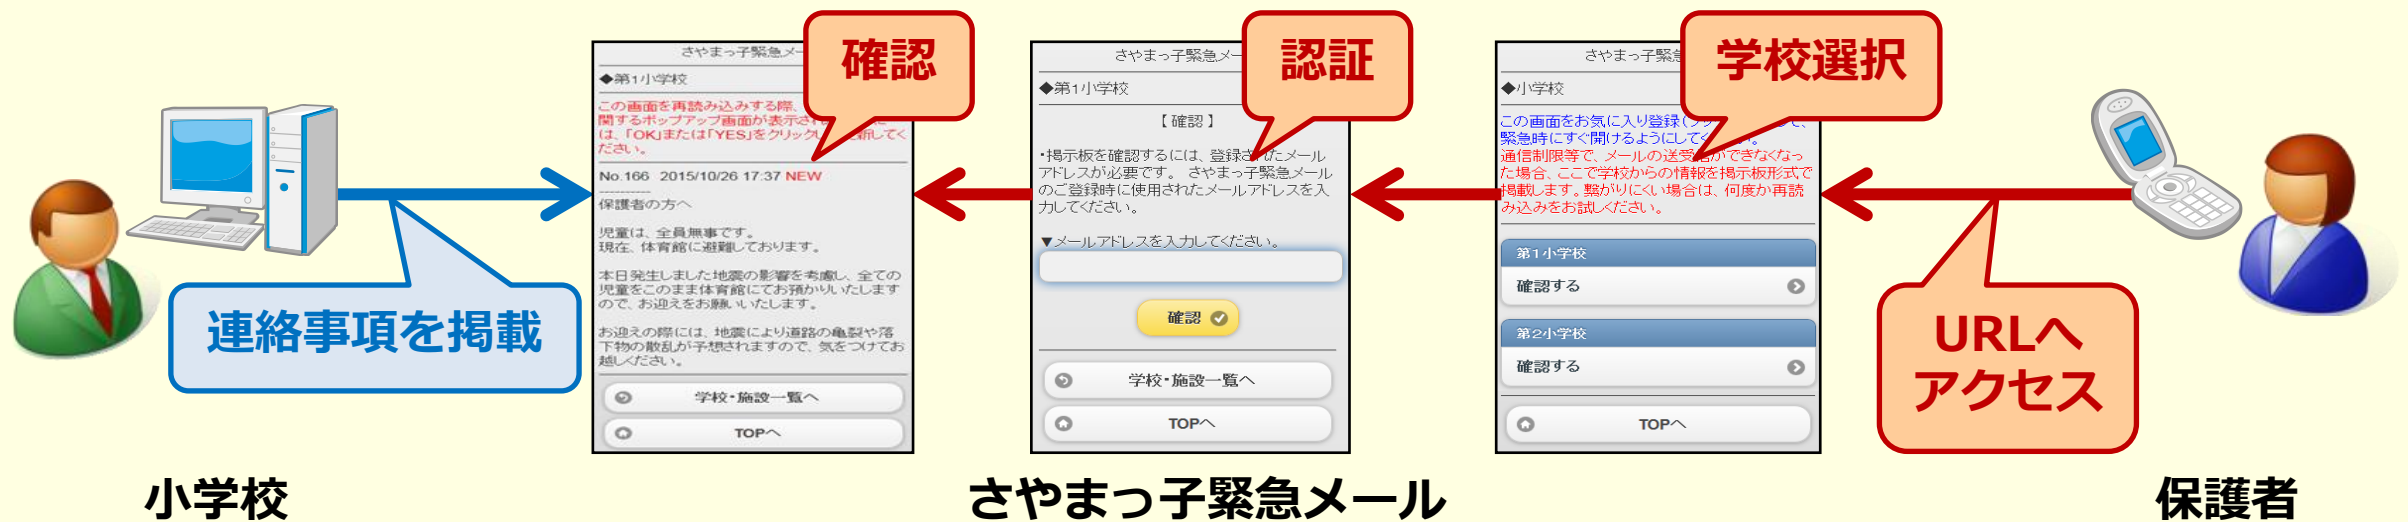 連絡事項を掲載
小学校
さやまっ子緊急メー
◆第1小学校
この画面を再読み込みする際、
関するポップアップ画面が表示さ
は、「OK」または「YES」をクリックし
新してく
ださい。
No.166 2015/10/26 17:37 NEW
----------
保護者の方へ
児童は、全員無事です。
現在、体育館に避難しております。
本日発生しました地震の影響を考慮し、全ての
児童をこのまま体育館にてお預かりいたします
ので、お迎えをお願いいたします。
お迎えの際には、地震により道路の亀裂や落
下物の散乱が予想されますので、気をつけてお
越しください。
学校・施設一覧へ
TOPへ
確認
さやまっ子緊急メー
◆第1小学校
【 確認 】
・掲示板を確認するには、登録されたメール
アドレスが必要です。 さやまっ子緊急メール
のご登録時に使用されたメールアドレスを入
力してください。
▼メールアドレスを入力してください。
確認
学校・施設一覧へ
TOPへ
認証
さやまっ子緊急
◆小学校
この画面をお気に入り登録(ブッ
て、
緊急時にすぐ開けるようにしてください。
通信制限等で、メールの送受信ができなくなっ
た場合、ここで学校からの情報を掲示板形式で
掲載します。繋がりにくい場合は、何度か再読
み込みをお試しください。
第1小学校
確認する
第2小学校
確認する
TOPへ
学校選択
URLへ
アクセス
さやまっ子緊急メール
保護者